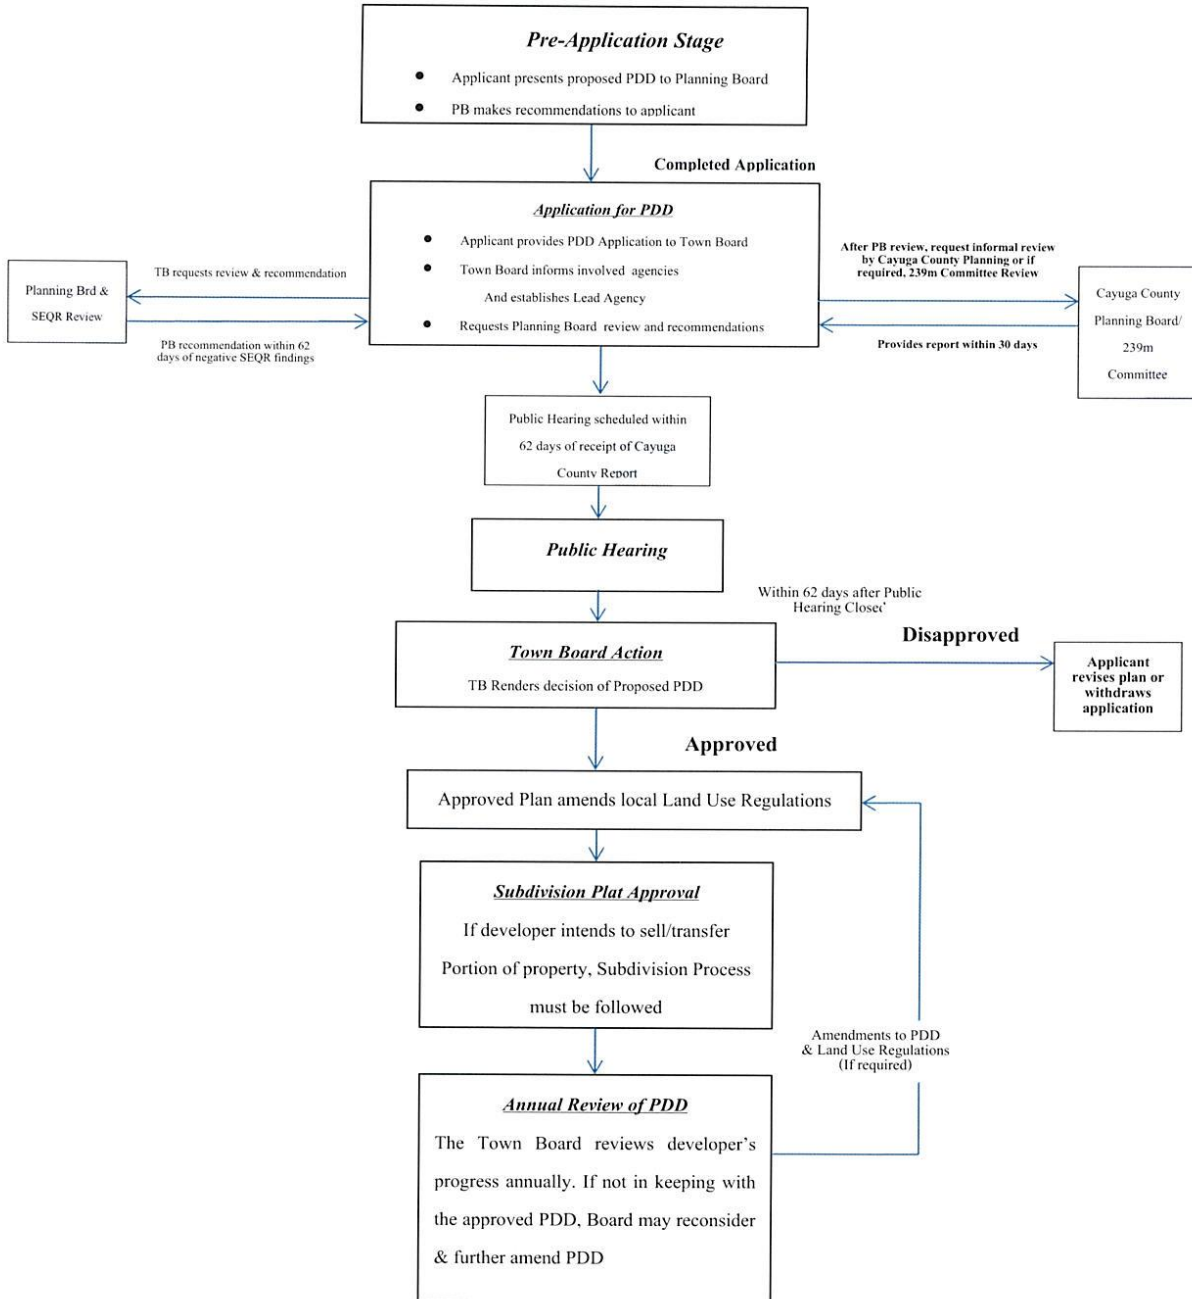 Pre-Application Stage
● Applicant presents proposed PDD to Planning Board
● PB makes recommendations to applicant
Completed Application
Application for PDD
● Applicant provides PDD Application to Town Board
● Town Board informs involved agencies
And establishes Lead Agency
● Requests Planning Board review and recommendations
TB requests review & recommendation
Planning Brd &
SEQR Review
PB recommendation within 62
days of negative SEQR findings
After PB review, request informal review
by Cayuga County Planning or if
required, 239m Committee Review
Cayuga County
Planning Board/
239m
Committee
Provides report within 30 days
Public Hearing scheduled within
62 days of receipt of Cayuga
County Report
Public Hearing
Within 62 days after Public
Hearing Closed
Town Board Action
TB Renders decision of Proposed PDD
Disapproved
Applicant
revises plan or
withdraws
application
Approved
Approved Plan amends local Land Use Regulations
Subdivision Plat Approval
If developer intends to sell/transfer
Portion of property, Subdivision Process
must be followed
Amendments to PDD
& Land Use Regulations
(If required)
Annual Review of PDD
The Town Board reviews developer's
progress annually. If not in keeping with
the approved PDD, Board may reconsider
& further amend PDD